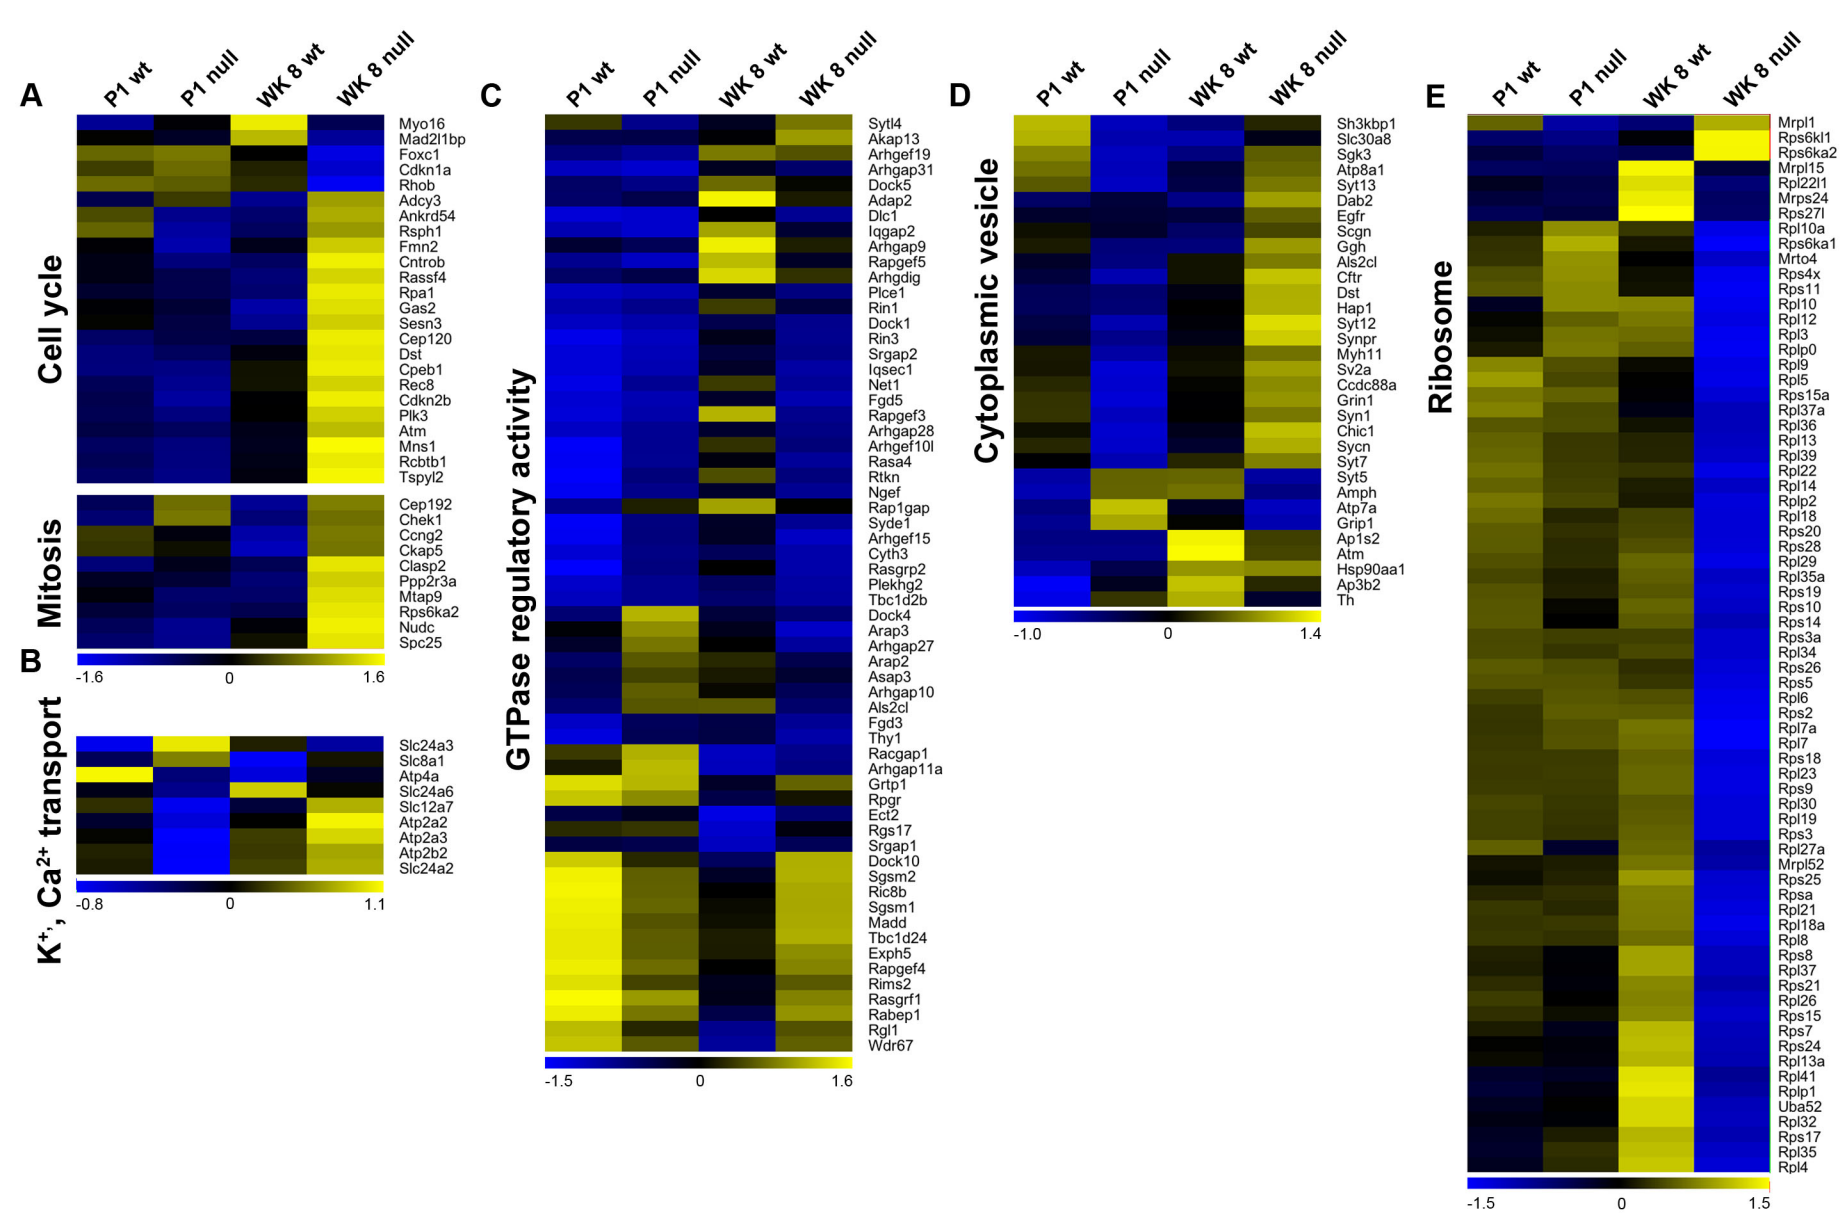 A
P1 wt
P1 null
WK 8 wt
WK 8 null
Cell ycle
Myo16
Mad2l1bp
Foxc1
Cdkn1a
Rhob
Adcy3
Ankrd54
Rsph1
Fmn2
Cntrob
Rassf4
Rpa1
Gas2
Sesn3
Cep120
Dst
Cpeb1
Rec8
Cdkn2b
Plk3
Atm
Mns1
Rcbtb1
Tspyl2
Mitosis
Cep192
Chek1
Ccng2
Ckap5
Clasp2
Ppp2r3a
Mtap9
Rps6ka2
Nudc
Spc25
-1.6
0
1.6
B
K+, Ca2+ transport
Slc24a3
Slc8a1
Atp4a
Slc24a6
Slc12a7
Atp2a2
Atp2a3
Atp2b2
Slc24a2
-0.8
0
1.1
C
P1 wt
P1 null
WK 8 wt
WK 8 null
GTPase regulatory activity
Sytl4
Akap13
Arhgef19
Arhgap31
Dock5
Adap2
Dlc1
Iqgap2
Arhgap9
Rapgef5
Arhgdig
Plce1
Rin1
Dock1
Rin3
Srgap2
Iqsec1
Net1
Fgd5
Rapgef3
Arhgap28
Arhgef10l
Rasa4
Rtkn
Ngef
Rap1gap
Syde1
Arhgef15
Cyth3
Rasgrp2
Plekhg2
Tbc1d2b
Dock4
Arap3
Arhgap27
Arap2
Asap3
Arhgap10
Als2cl
Fgd3
Thy1
Racgap1
Arhgap11a
Grtp1
Rpgr
Ect2
Rgs17
Srgap1
Dock10
Sgsm2
Ric8b
Sgsm1
Madd
Tbc1d24
Exph5
Rapgef4
Rims2
Rasgrf1
Rabep1
Rgl1
Wdr67
-1.5
0
1.6
D
P1 wt
P1 null
WK 8 wt
WK 8 null
Cytoplasmic vesicle
Sh3kbp1
Slc30a8
Sgk3
Atp8a1
Syt13
Dab2
Egfr
Scgn
Ggh
Als2cl
Cftr
Dst
Hap1
Syt12
Synpr
Myh11
Sv2a
Ccdc88a
Grin1
Syn1
Chic1
Sycn
Syt7
Syt5
Amph
Atp7a
Grip1
Ap1s2
Atm
Hsp90aa1
Ap3b2
Th
-1.0
0
1.4
E
P1 wt
P1 null
WK 8 wt
WK 8 null
Ribosome
Mrpl1
Rps6kl1
Rps6ka2
Mrpl15
Rpl22l1
Mrps24
Rps27l
Rpl10a
Rps6ka1
Mrto4
Rps4x
Rps11
Rpl10
Rpl12
Rpl3
Rplp0
Rpl9
Rpl5
Rps15a
Rpl37a
Rpl36
Rpl13
Rpl39
Rpl22
Rpl14
Rplp2
Rpl18
Rps20
Rps28
Rpl29
Rpl35a
Rps19
Rps10
Rps14
Rps3a
Rpl34
Rps26
Rps5
Rpl6
Rps2
Rpl7a
Rpl7
Rps18
Rpl23
Rps9
Rpl30
Rpl19
Rps3
Rpl27a
Mrpl52
Rps25
Rpsa
Rpl21
Rpl18a
Rpl8
Rps8
Rpl37
Rps21
Rpl26
Rps15
Rps7
Rps24
Rpl13a
Rpl41
Rplp1
Uba52
Rpl32
Rps17
Rpl35
Rpl4
-1.5
0
1.5